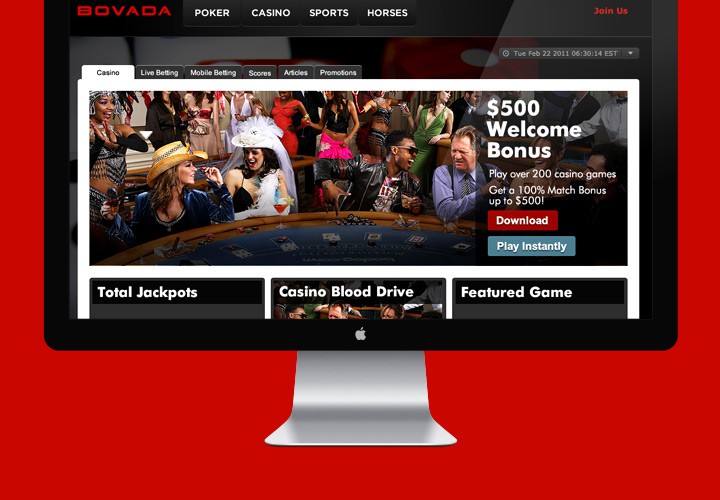 BOVADA
POKER
CASINO
SPORTS
HORSES
Join Us
Tue Feb 22 2011 06:30:14 EST
Casino
Live Betting
Mobile Betting
Scores
Articles
Promotions
$500
Welcome
Bonus
Play over 200 casino games
Get a 100% Match Bonus
up to $500!
Download
Play Instantly
Total Jackpots
Casino Blood Drive
Featured Game